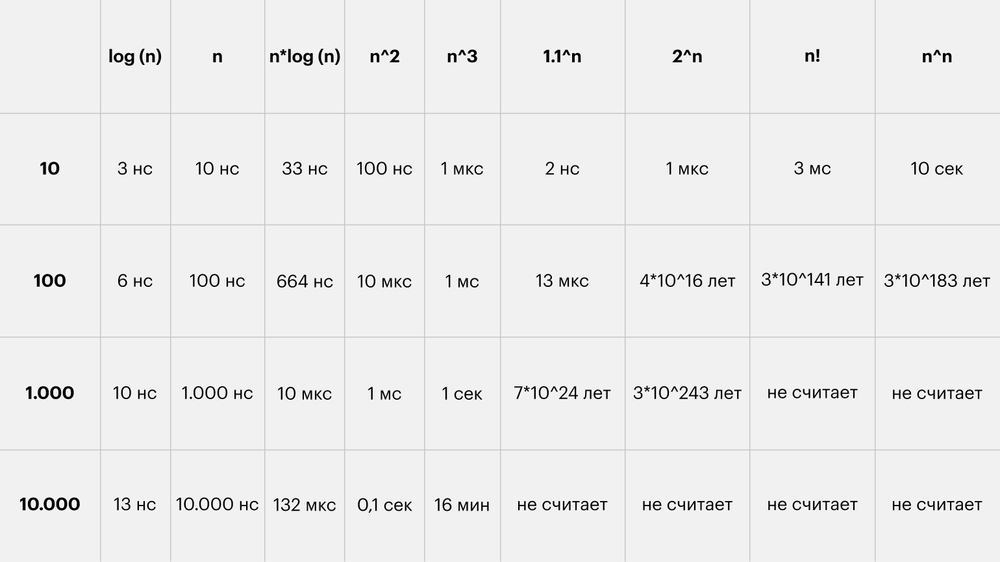 log (n) n n*log (n) n^2 n^3 1.1^n 2^n n! n^n
10 3 нс 10 нс 33 нс 100 нс 1 мкс 2 нс 1 мкс 3 мс 10 сек
100 6 нс 100 нс 664 нс 10 мкс 1 мс 13 мкс 4*10^16 лет 3*10^141 лет 3*10^183 лет
1.000 10 нс 1.000 нс 10 мкс 1 мс 1 сек 7*10^24 лет 3*10^243 лет не считает не считает
10.000 13 нс 10.000 нс 132 мкс 0,1 сек 16 мин не считает не считает не считает не считает